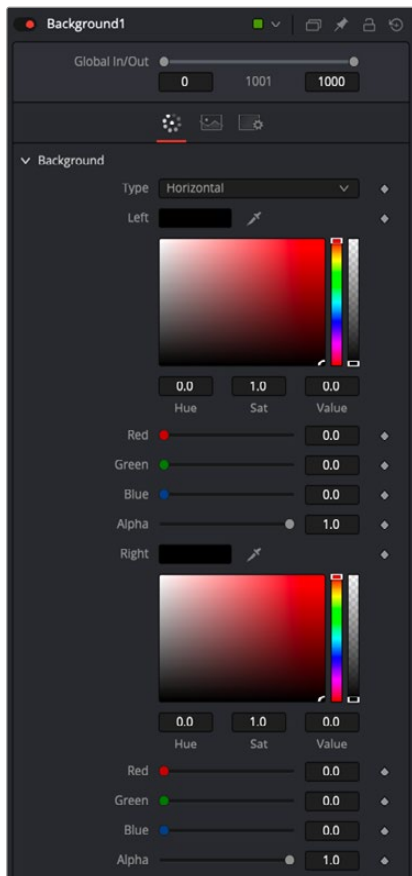 Background1
Global In/Out
0 1001 1000
Background
Type Horizontal
Left
0.0 1.0 0.0
Hue Sat Value
Red 0.0
Green 0.0
Blue 0.0
Alpha 1.0
Right
0.0 1.0 0.0
Hue Sat Value
Red 0.0
Green 0.0
Blue 0.0
Alpha 1.0